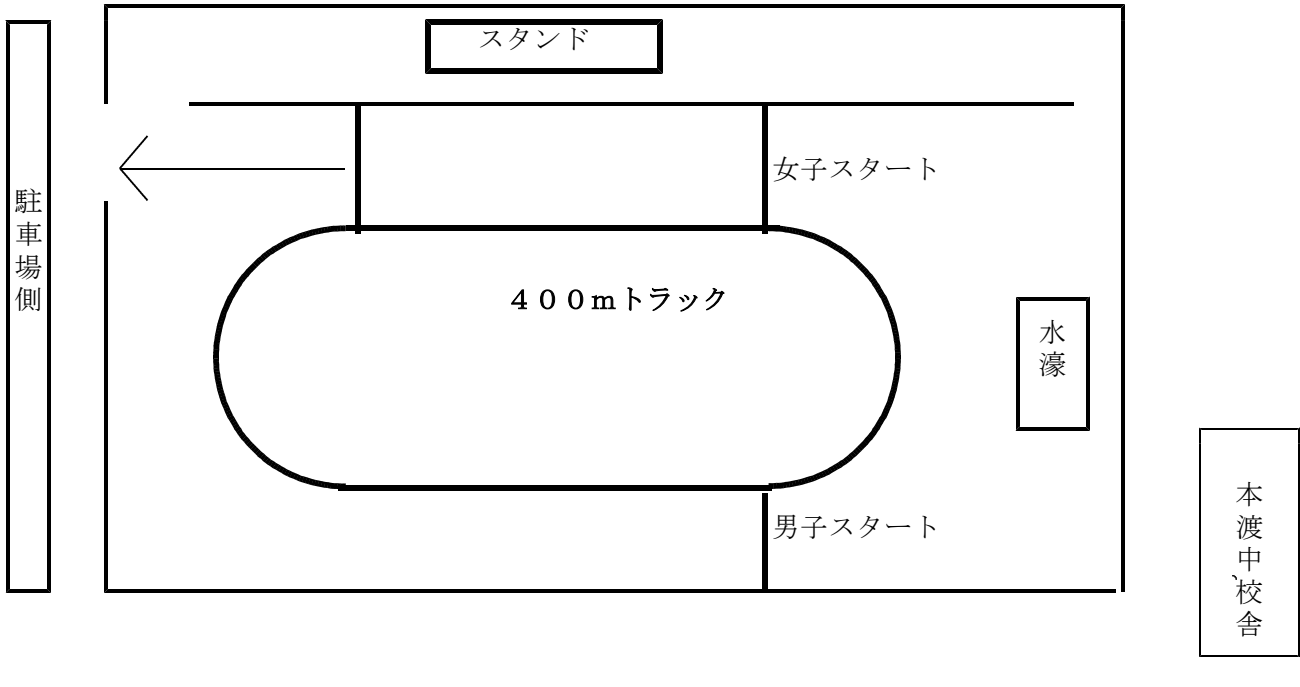 スタンド
女子スタート
駐車場側
４００ｍトラック
水濠
本渡中校舎
男子スタート